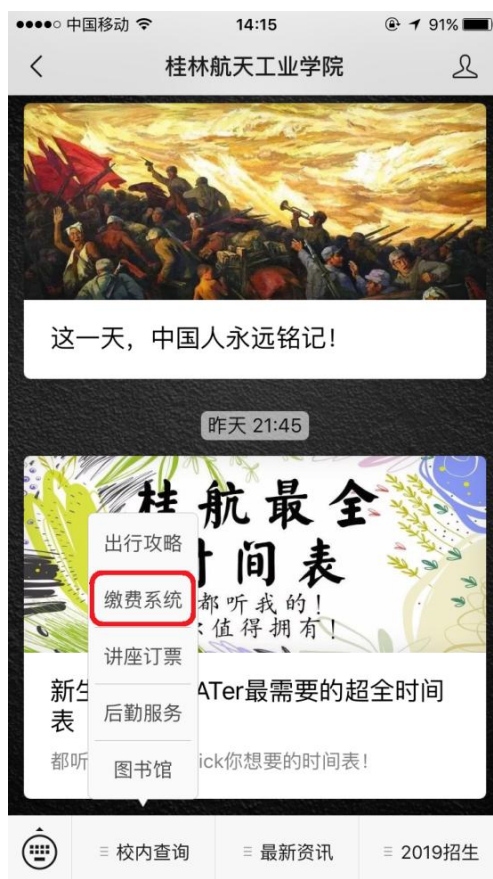 中国移动 14:15 91%
桂林航天工业学院
这一天，中国人永远铭记！
昨天 21:45
桂航最全
时间表
都听我的！
值得拥有！
出行攻略
缴费系统
讲座订票
后勤服务
图书馆
新生 ATer最需要的超全时间
表
都听 ick你想要的时间表！
≡ 校内查询 ≡ 最新资讯 ≡ 2019招生